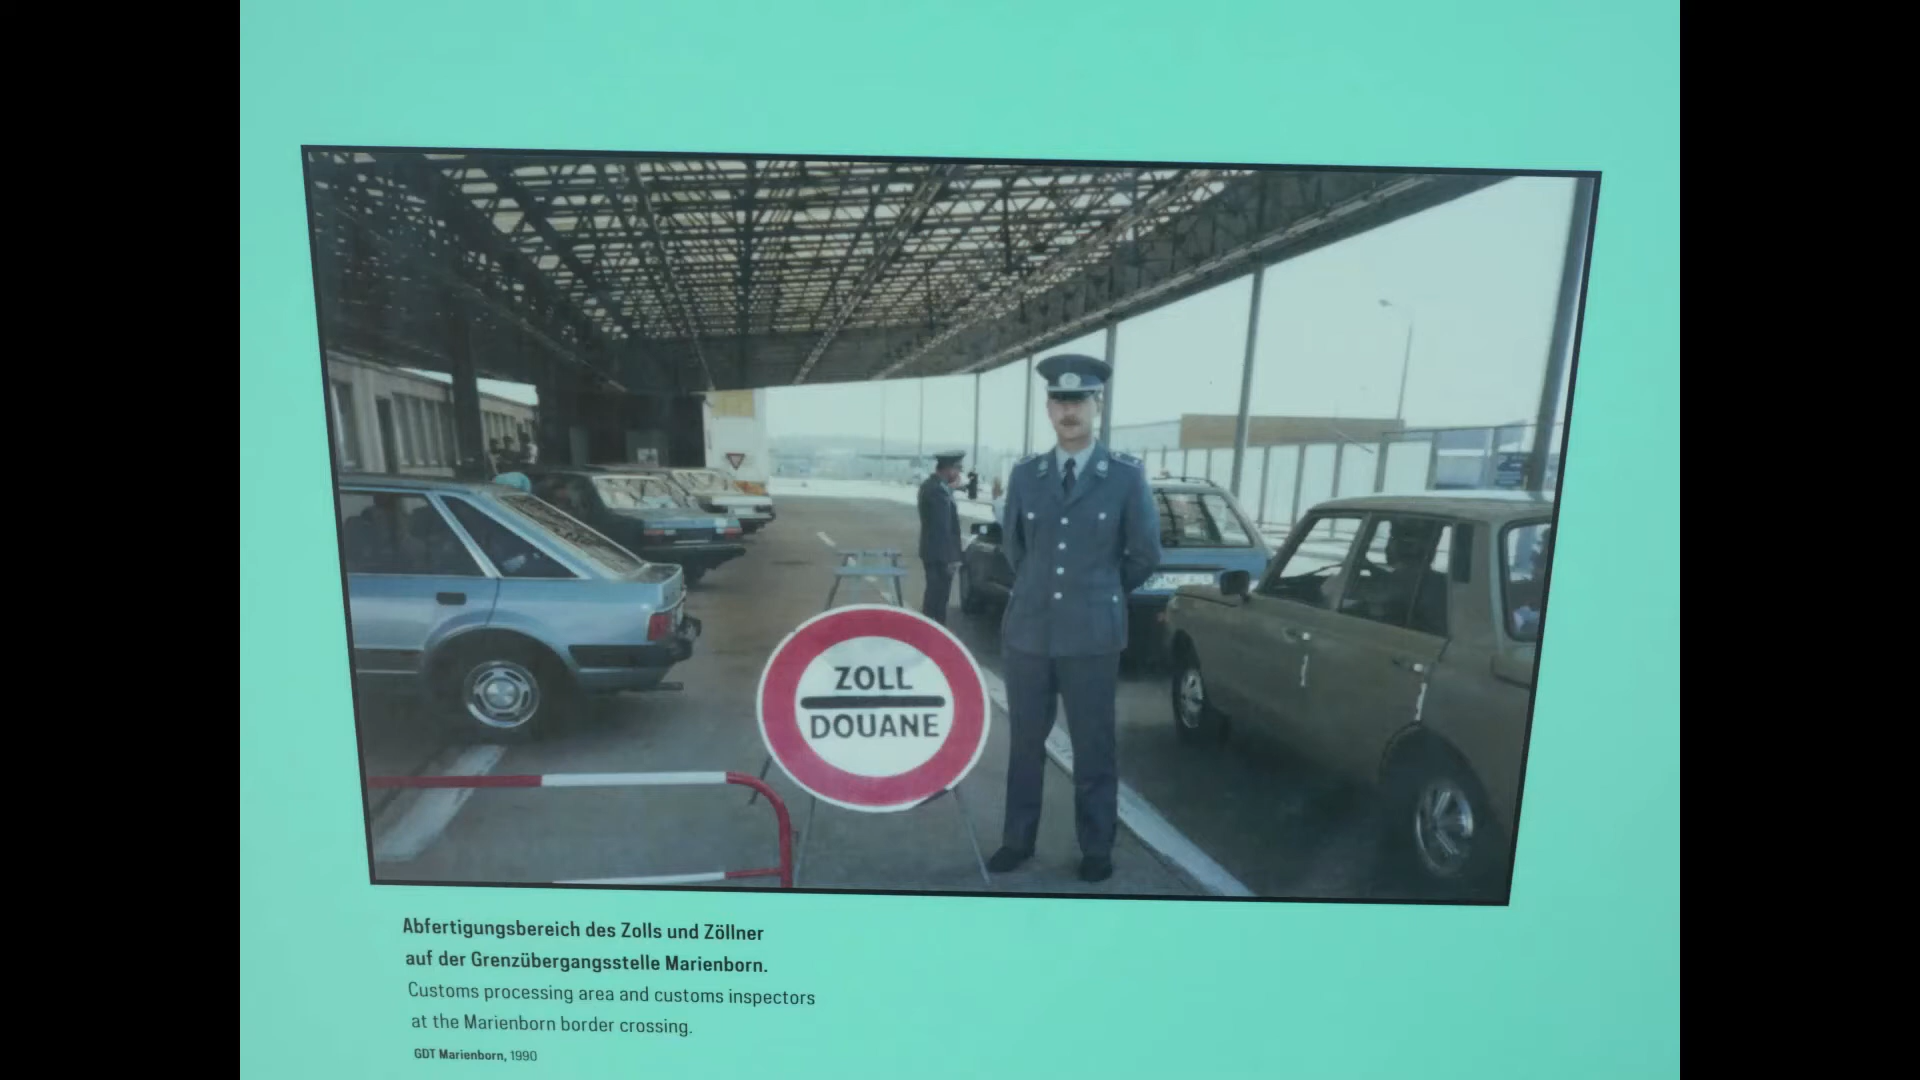 ZOLL
DOUANE
Abfertigungsbereich des Zolls und Zöllner
auf der Grenzübergangsstelle Marienborn.
Customs processing area and customs inspectors
at the Marienborn border crossing.
GDT Marienborn, 1990